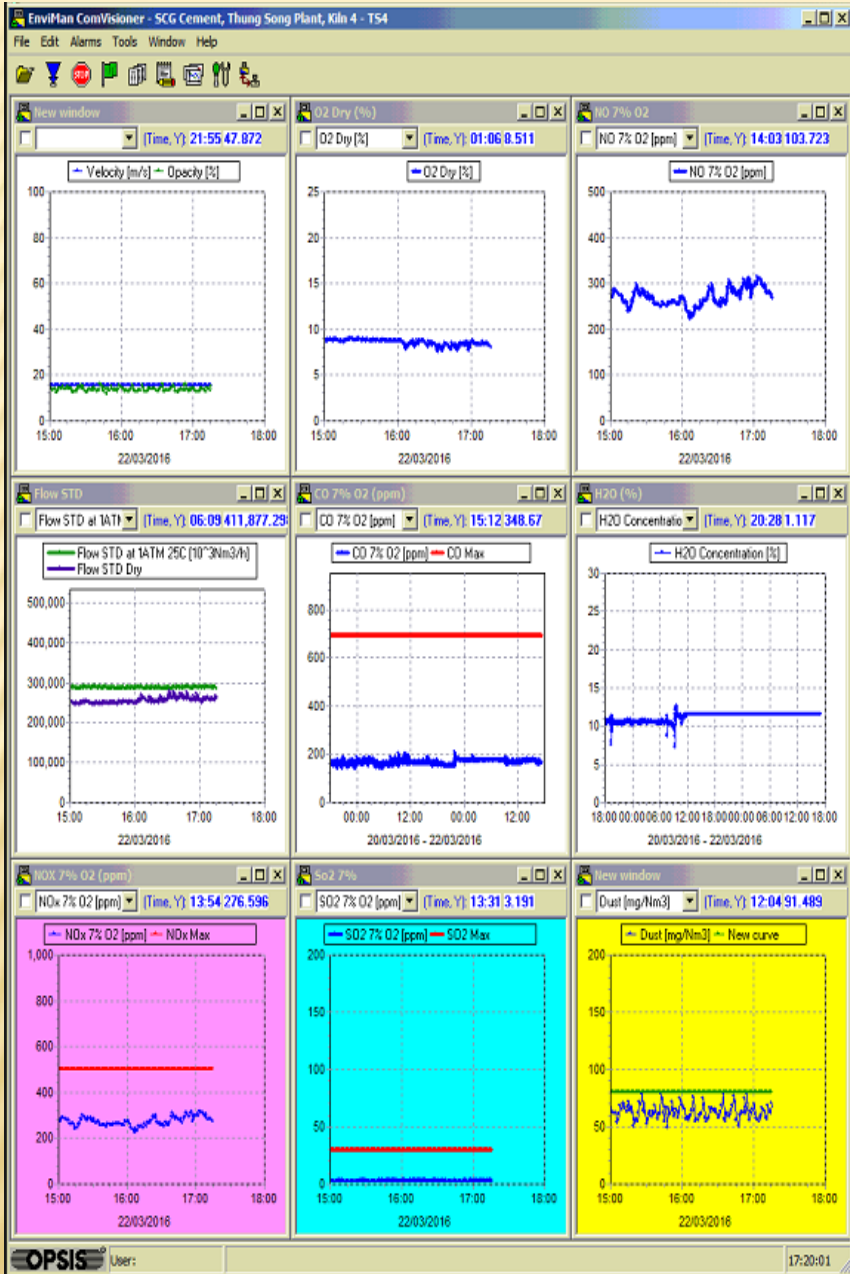 EnviMan ComVisioner - SCG Cement, Thung Song Plant, Kiln 4 - TS4
File Edit Alarms Tools Window Help
STOP
New window
(Time, Y): 21:55 47.872
Velocity [m/s] Opacity [%]
100
80
60
40
20
0
15:00 16:00 17:00 18:00
22/03/2016
O2 Dry (%)
O2 Dry [%] (Time, Y): 01:06 8.511
O2 Dry [%]
25
20
15
10
5
0
15:00 16:00 17:00 18:00
22/03/2016
NO 7% O2
NO 7% O2 [ppm] (Time, Y): 14:03 103.723
NO 7% O2 [ppm]
500
400
300
200
100
0
15:00 16:00 17:00 18:00
22/03/2016
Flow STD
Flow STD at 1ATM (Time, Y): 06:09 411,877.29
Flow STD at 1ATM 25C [10^3Nm3/h]
Flow STD Dry
500,000
400,000
300,000
200,000
100,000
0
15:00 16:00 17:00 18:00
22/03/2016
CO 7% O2 (ppm)
CO 7% O2 [ppm] (Time, Y): 15:12 348.67
CO 7% O2 [ppm] CO Max
800
600
400
200
0
00:00 12:00 00:00 12:00
20/03/2016 - 22/03/2016
H2O (%)
H2O Concentratio (Time, Y): 20:28 1.117
H2O Concentration [%]
30
25
20
15
10
5
0
18:00 00:00 06:00 12:00 18:00 00:00 06:00 12:00 18:00
20/03/2016 - 22/03/2016
NOX 7% O2 (ppm)
NOx 7% O2 [ppm] (Time, Y): 13:54 276.596
NOx 7% O2 [ppm] NOx Max
1,000
800
600
400
200
0
15:00 16:00 17:00 18:00
22/03/2016
So2 7%
SO2 7% O2 [ppm] (Time, Y): 13:31 3.191
SO2 7% O2 [ppm] SO2 Max
200
150
100
50
0
15:00 16:00 17:00 18:00
22/03/2016
New window
Dust [mg/Nm3] (Time, Y): 12:04 91.489
Dust [mg/Nm3] New curve
200
150
100
50
0
15:00 16:00 17:00 18:00
22/03/2016
OPSIS User: 17:20:01